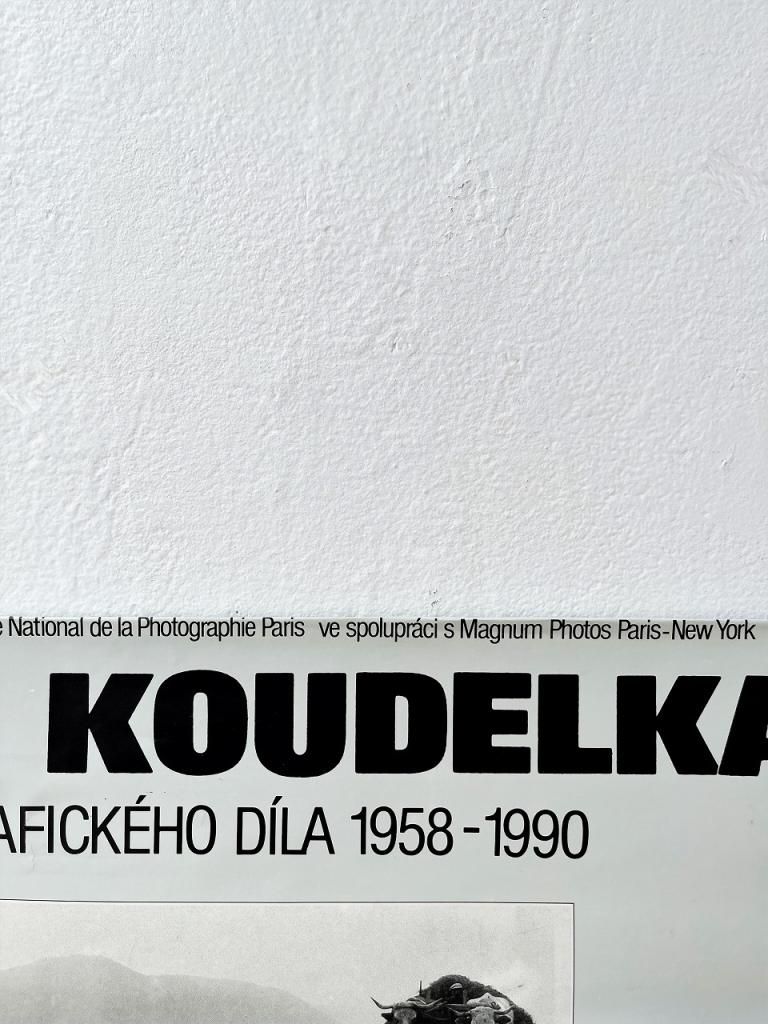 National de la Photographie Paris ve spolupráci s Magnum Photos Paris-New York
KOUDELKA
AFICKÉHO DÍLA 1958-1990